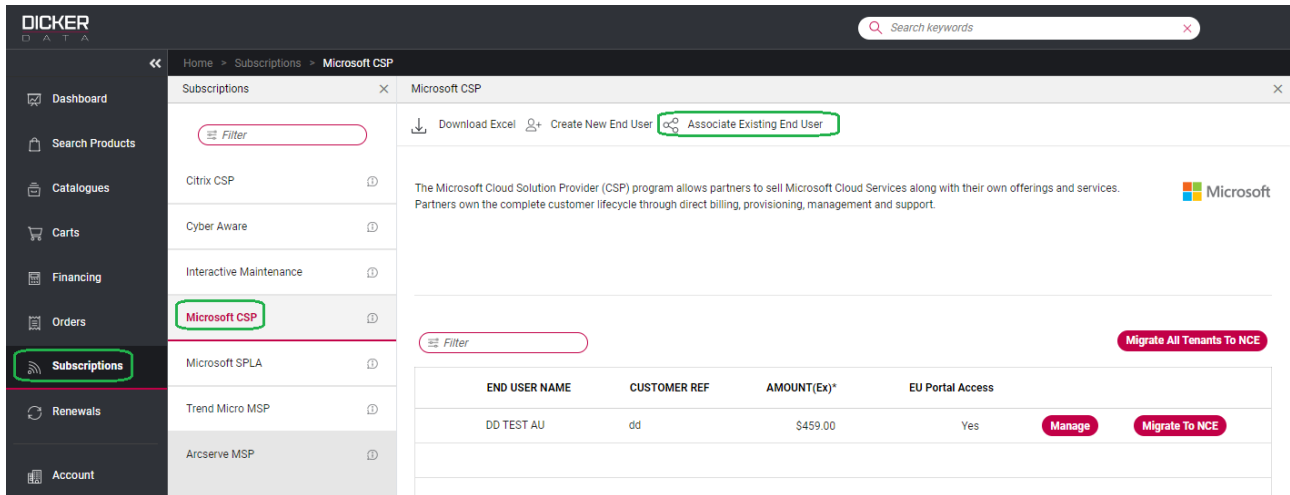 DICKER
DATA
Search keywords
Home > Subscriptions > Microsoft CSP
Dashboard
Search Products
Catalogues
Carts
Financing
Orders
Subscriptions
Renewals
Account
Subscriptions
Filter
Citrix CSP
Cyber Aware
Interactive Maintenance
Microsoft CSP
Microsoft SPLA
Trend Micro MSP
Arcserve MSP
Microsoft CSP
Download Excel Create New End User Associate Existing End User
The Microsoft Cloud Solution Provider (CSP) program allows partners to sell Microsoft Cloud Services along with their own offerings and services.
Partners own the complete customer lifecycle through direct billing, provisioning, management and support.
Microsoft
Filter
Migrate All Tenants To NCE
END USER NAME CUSTOMER REF AMOUNT(Ex)* EU Portal Access
DD TEST AU dd $459.00 Yes Manage Migrate To NCE